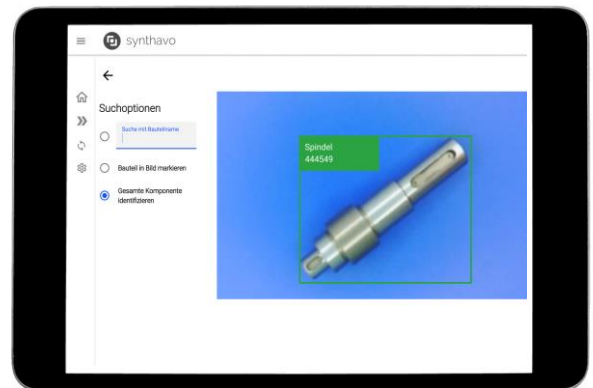 synthavo
Suchoptionen
Suche mit Bauteilname
Bauteil in Bild markieren
Gesamte Komponente
identifizieren
Spindel
444549